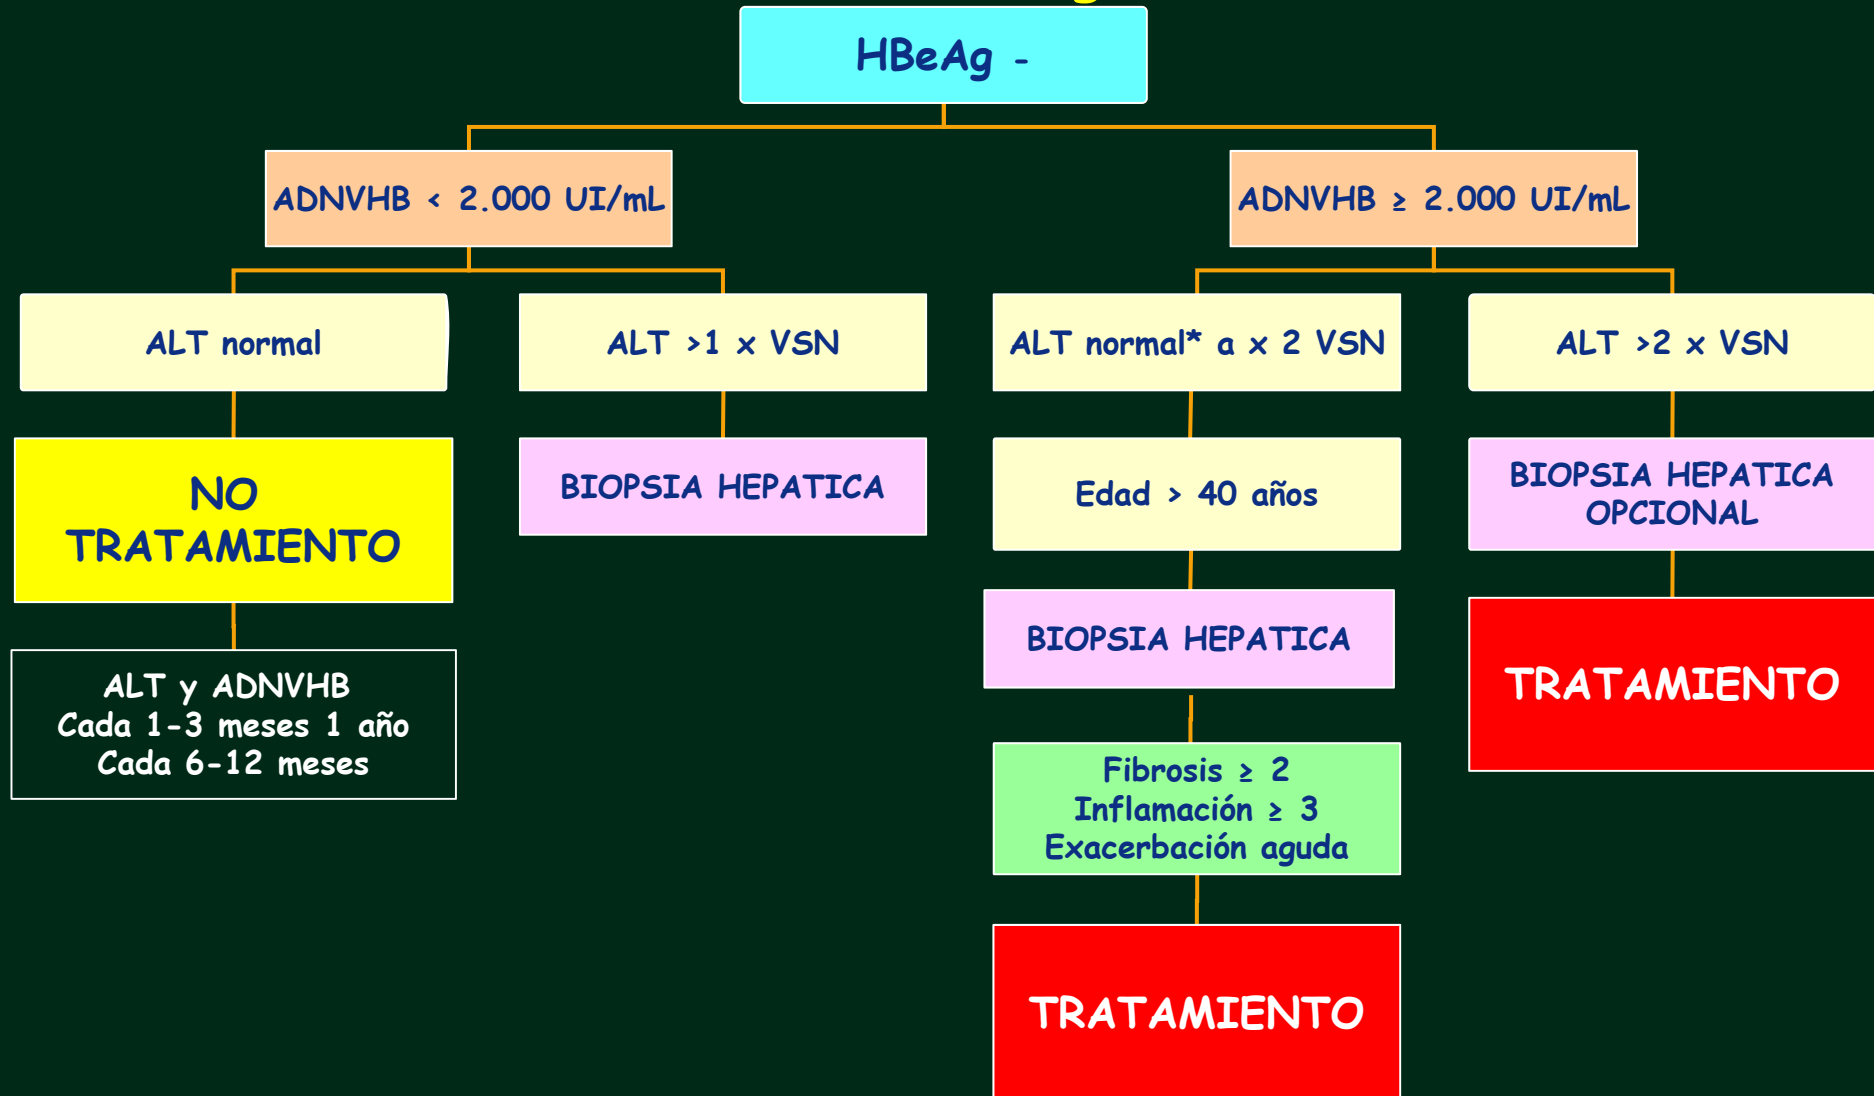 HBeAg -
ADNVHB < 2.000 UI/mL
ADNVHB ≥ 2.000 UI/mL
ALT normal
ALT >1 x VSN
ALT normal* a x 2 VSN
ALT >2 x VSN
NO
TRATAMIENTO
BIOPSIA HEPATICA
Edad > 40 años
BIOPSIA HEPATICA
OPCIONAL
ALT y ADNVHB
Cada 1-3 meses 1 año
Cada 6-12 meses
BIOPSIA HEPATICA
TRATAMIENTO
Fibrosis ≥ 2
Inflamación ≥ 3
Exacerbación aguda
TRATAMIENTO